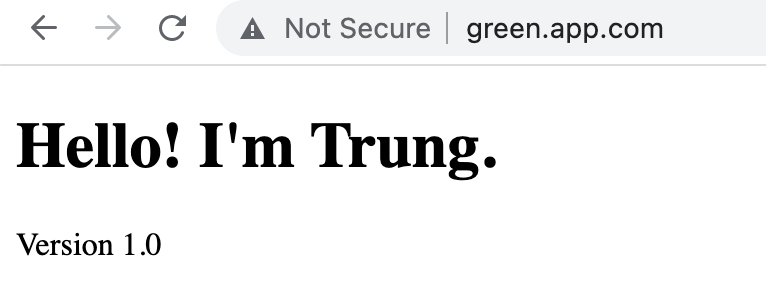 Not Secure green.app.com
Hello! I'm Trung.
Version 1.0